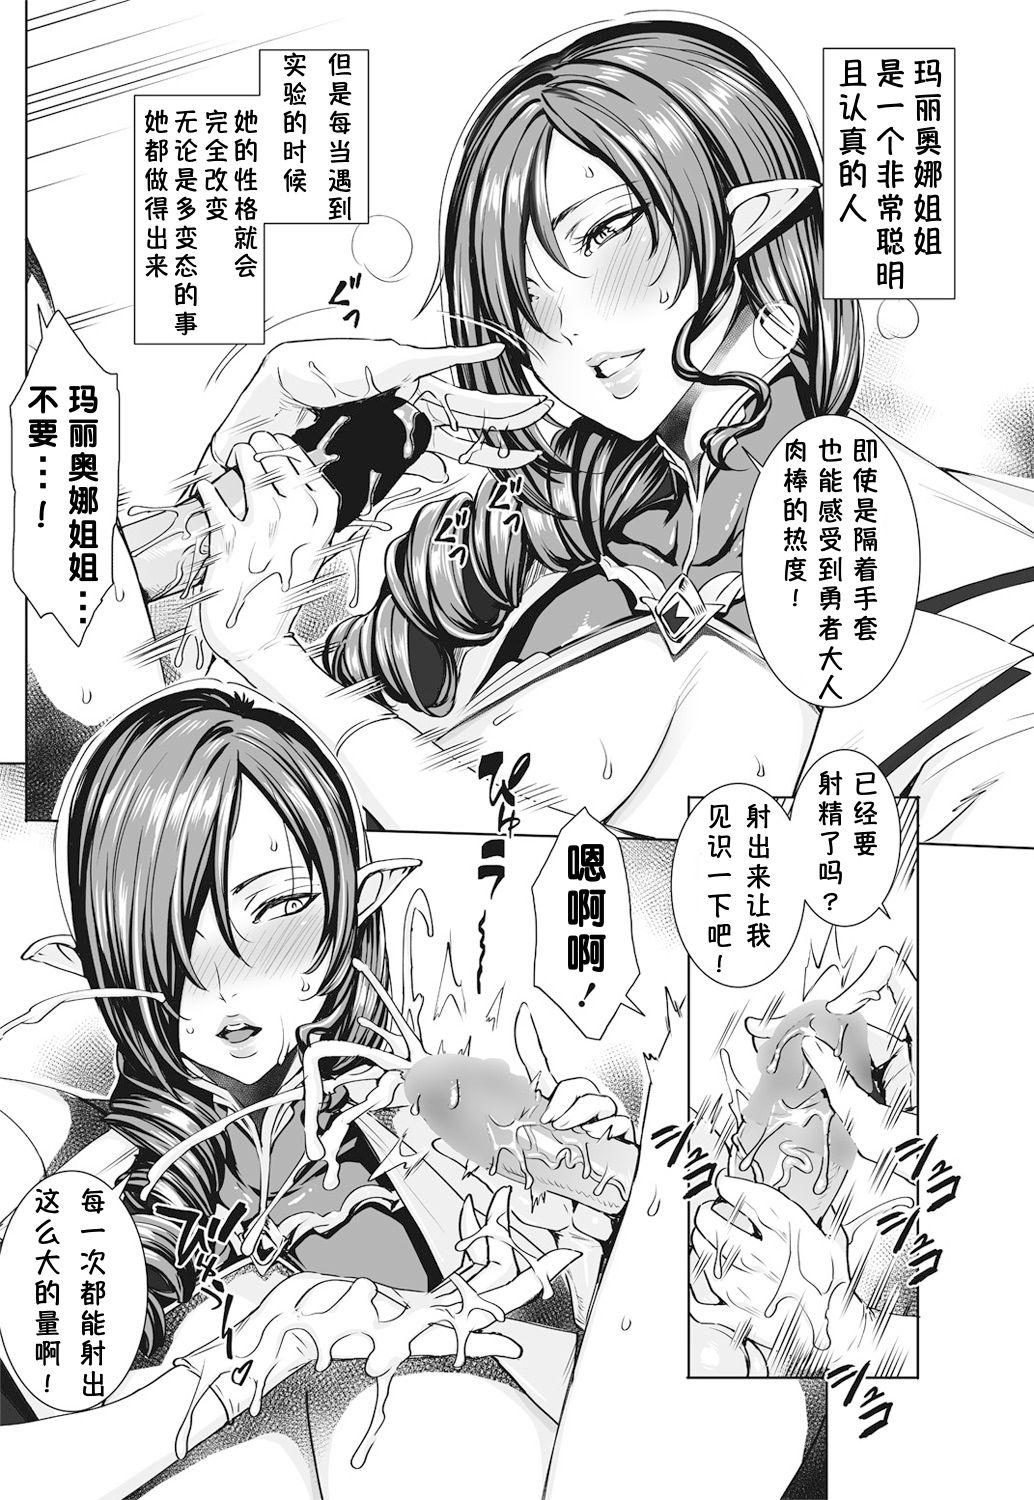 玛丽奥娜姐姐
是一个非常聪明
且认真的人
但是每当遇到
实验的时候
她的性格就会
完全改变
无论是多变态的事
她都做得出来
即使是隔着手套
也能感受到勇者大人
肉棒的热度！
玛丽奥娜姐姐…
不要…！
已经要
射精了吗？
射出来让我
见识一下吧！
嗯啊啊！
每一次都能射出
这么大的量啊！